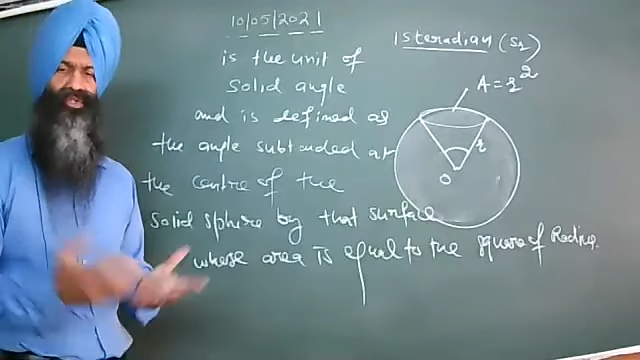 10/05/2021
1 steradian (sr)
is the unit of
solid angle
and is defined as
the angle subtended at
the centre of the
solid sphere by that surface
whose area is equal to the square of Radius.
A = r²
r
O